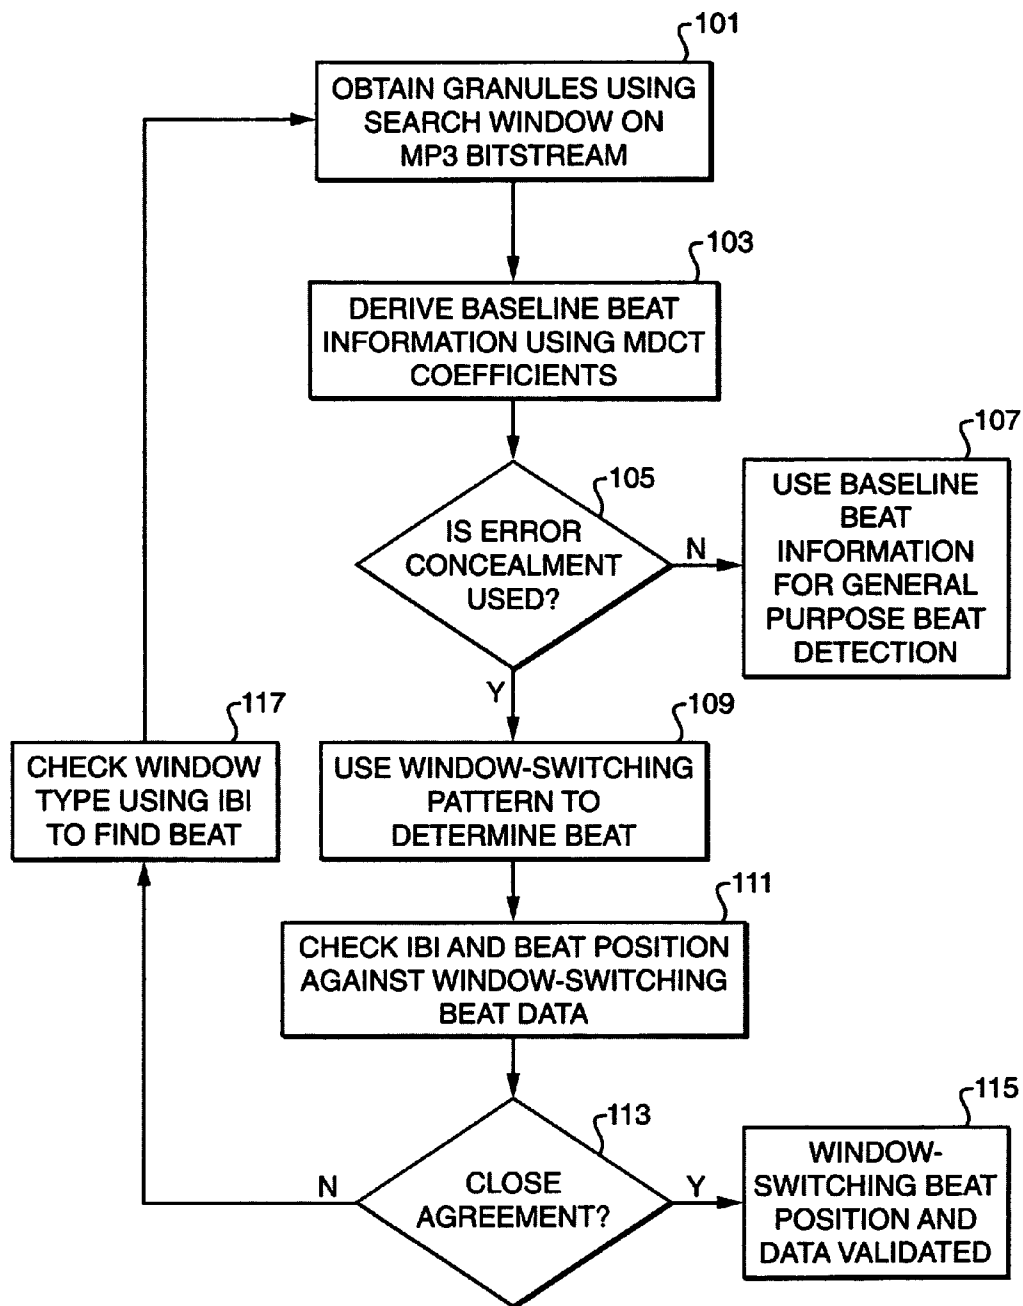 101
OBTAIN GRANULES USING
SEARCH WINDOW ON
MP3 BITSTREAM
103
DERIVE BASELINE BEAT
INFORMATION USING MDCT
COEFFICIENTS
105
IS ERROR
CONCEALMENT
USED?
N
107
USE BASELINE
BEAT
INFORMATION
FOR GENERAL
PURPOSE BEAT
DETECTION
Y
109
USE WINDOW-SWITCHING
PATTERN TO
DETERMINE BEAT
111
CHECK IBI AND BEAT POSITION
AGAINST WINDOW-SWITCHING
BEAT DATA
113
CLOSE
AGREEMENT?
Y
115
WINDOW-
SWITCHING BEAT
POSITION AND
DATA VALIDATED
N
117
CHECK WINDOW
TYPE USING IBI
TO FIND BEAT